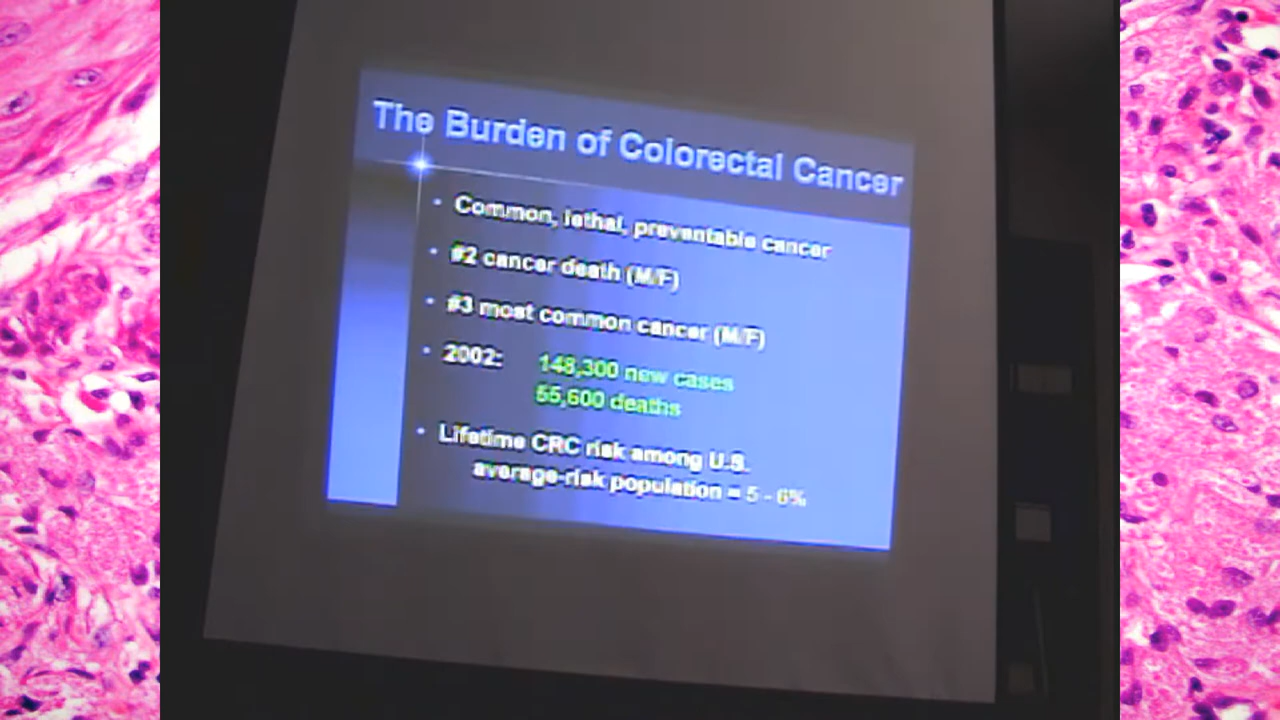 The Burden of Colorectal Cancer
• Common, lethal, preventable cancer
• #2 cancer death (M/F)
• #3 most common cancer (M/F)
• 2002: 148,300 new cases
55,600 deaths
• Lifetime CRC risk among U.S.
average-risk population = 5 - 6%